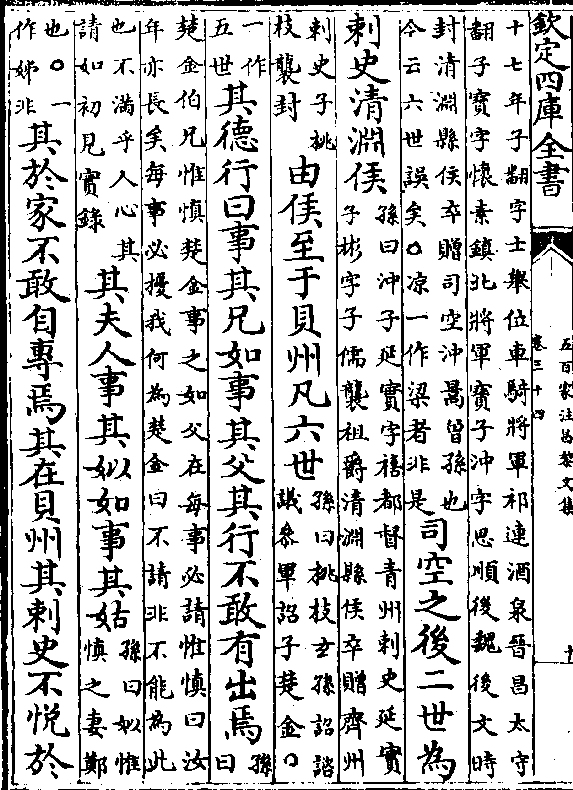 欽定四庫全書
五百家注昌黎文集
卷三十四
十七年子翻字士舉位車騎將軍祁連酒泉晉昌太守
翻子寶字懷素鎮北將軍寶子沖字思順後魏後文時
封清淵縣侯卒贈司空沖暠曾孫也
今云六世誤矣○凉一作梁者非是
司空之後二世為
刺史清淵侯
孫曰沖子延實字禧都督青州刺史延實
子彬字子儒襲祖爵清淵縣侯卒贈齊州
刺史子桃
枝襲封
由侯至于貝州凡六世
孫曰桃枝玄孫詔諮
議叅軍詔子楚金○
一作
五世
其德行曰事其兄如事其父其行不敢有出焉
孫
曰
楚金伯兄惟慎楚金事之如父在每事必請惟慎曰汝
年亦長矣每事必擾我何為楚金曰不請非不能為此
也不滿乎人心其
請如初見實錄
其夫人事其姒如事其姑
孫曰姒惟
慎之妻鄭
也○一
作娣非
其於家不敢自專焉其在貝州其刺史不悦於